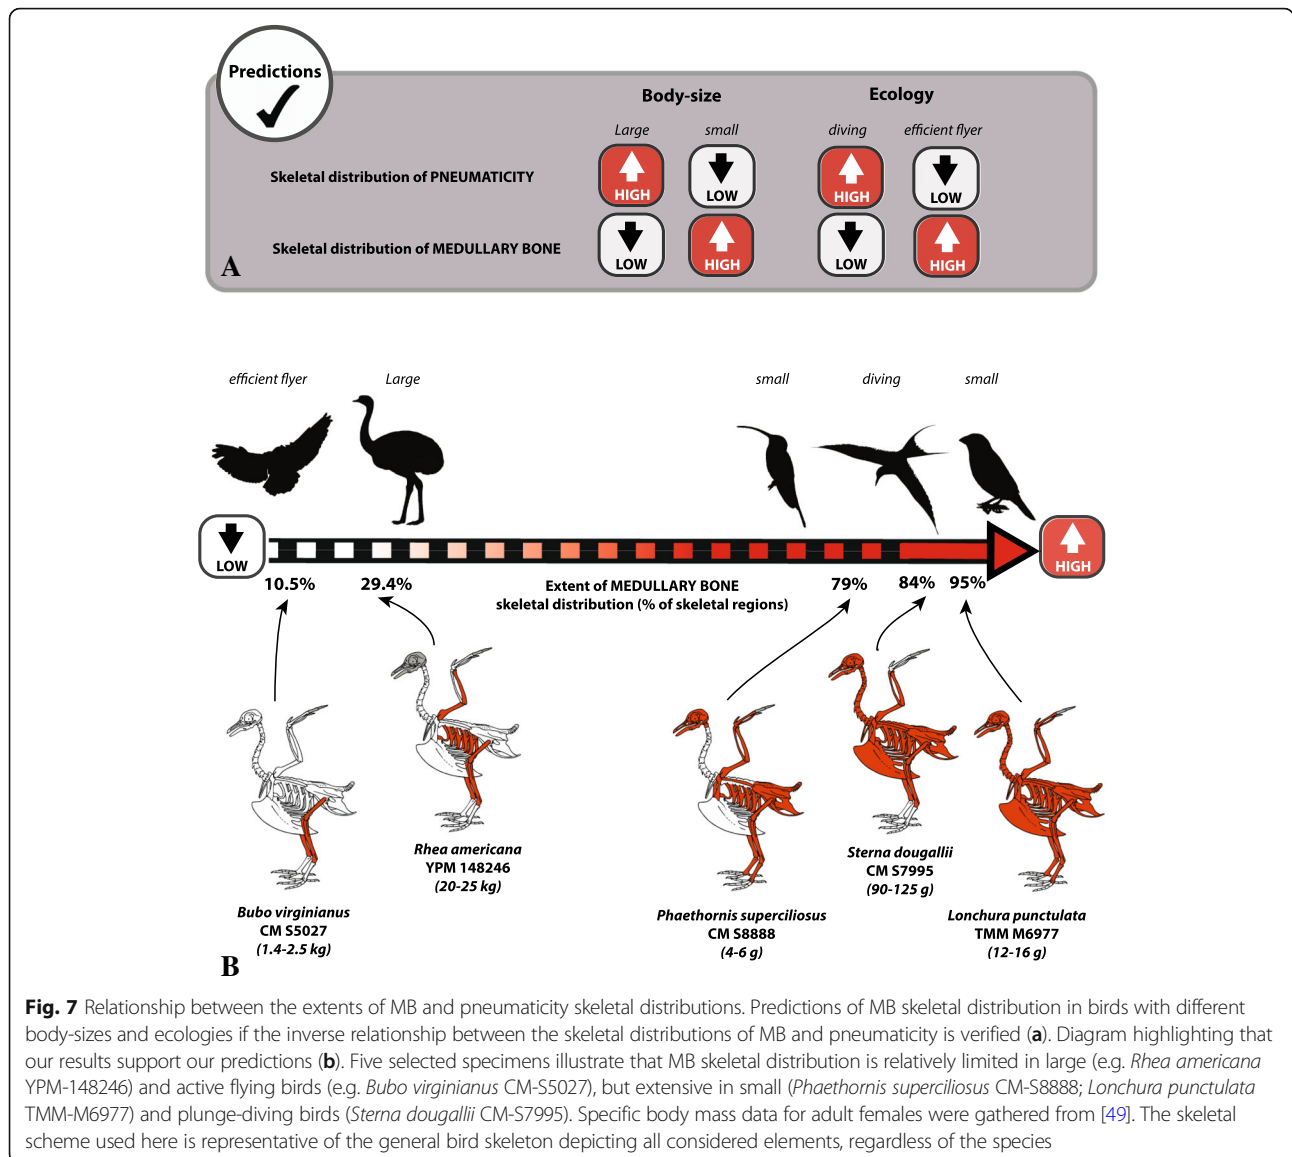 Predictions
Body-size
Ecology
Large
small
diving
efficient flyer
Skeletal distribution of PNEUMATICITY
HIGH
LOW
HIGH
LOW
Skeletal distribution of MEDULLARY BONE
LOW
HIGH
LOW
HIGH
A
efficient flyer
Large
small
diving
small
LOW
HIGH
10.5%
29.4%
Extent of MEDULLARY BONE
skeletal distribution (% of skeletal regions)
79%
84%
95%
Bubo virginianus
CM S5027
(1.4-2.5 kg)
Rhea americana
YPM 148246
(20-25 kg)
Phaethornis superciliosus
CM S8888
(4-6 g)
Sterna dougallii
CM S7995
(90-125 g)
Lonchura punctulata
TMM M6977
(12-16 g)
B
Fig. 7 Relationship between the extents of MB and pneumaticity skeletal distributions. Predictions of MB skeletal distribution in birds with different
body-sizes and ecologies if the inverse relationship between the skeletal distributions of MB and pneumaticity is verified (a). Diagram highlighting that
our results support our predictions (b). Five selected specimens illustrate that MB skeletal distribution is relatively limited in large (e.g. Rhea americana
YPM-148246) and active flying birds (e.g. Bubo virginianus CM-S5027), but extensive in small (Phaethornis superciliosus CM-S8888; Lonchura punctulata
TMM-M6977) and plunge-diving birds (Sterna dougallii CM-S7995). Specific body mass data for adult females were gathered from [49]. The skeletal
scheme used here is representative of the general bird skeleton depicting all considered elements, regardless of the species